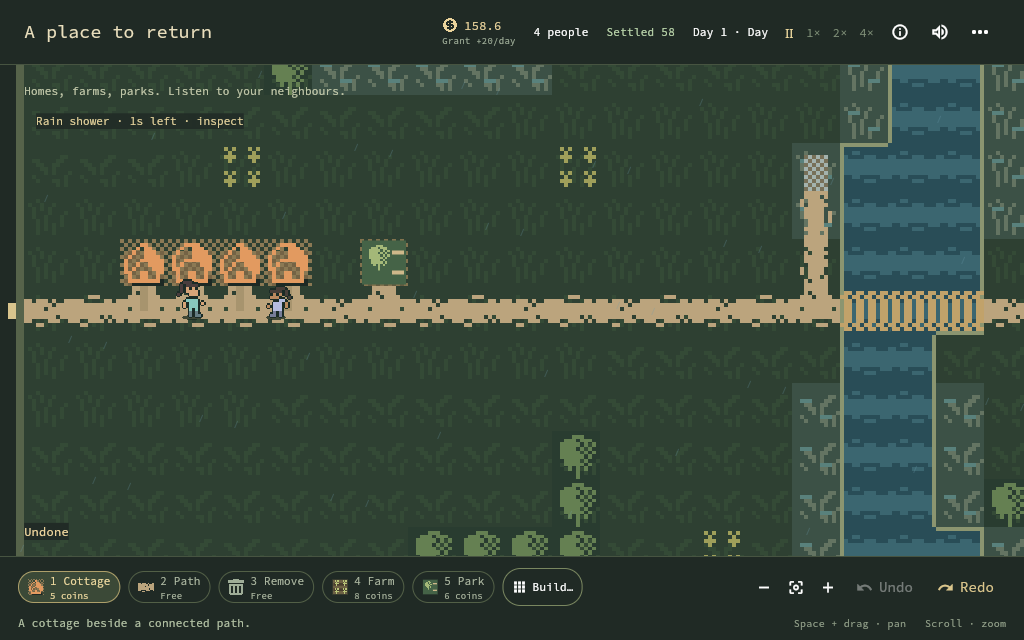 A place to return
158.6
Grant +20/day
4 people
Settled 58
Day 1 · Day
1×
2×
4×
Homes, farms, parks. Listen to your neighbours.
Rain shower · 1s left · inspect
Undone
1 Cottage
5 coins
2 Path
Free
3 Remove
Free
4 Farm
8 coins
5 Park
6 coins
Build…
Undo
Redo
A cottage beside a connected path.
Space + drag · pan
Scroll · zoom